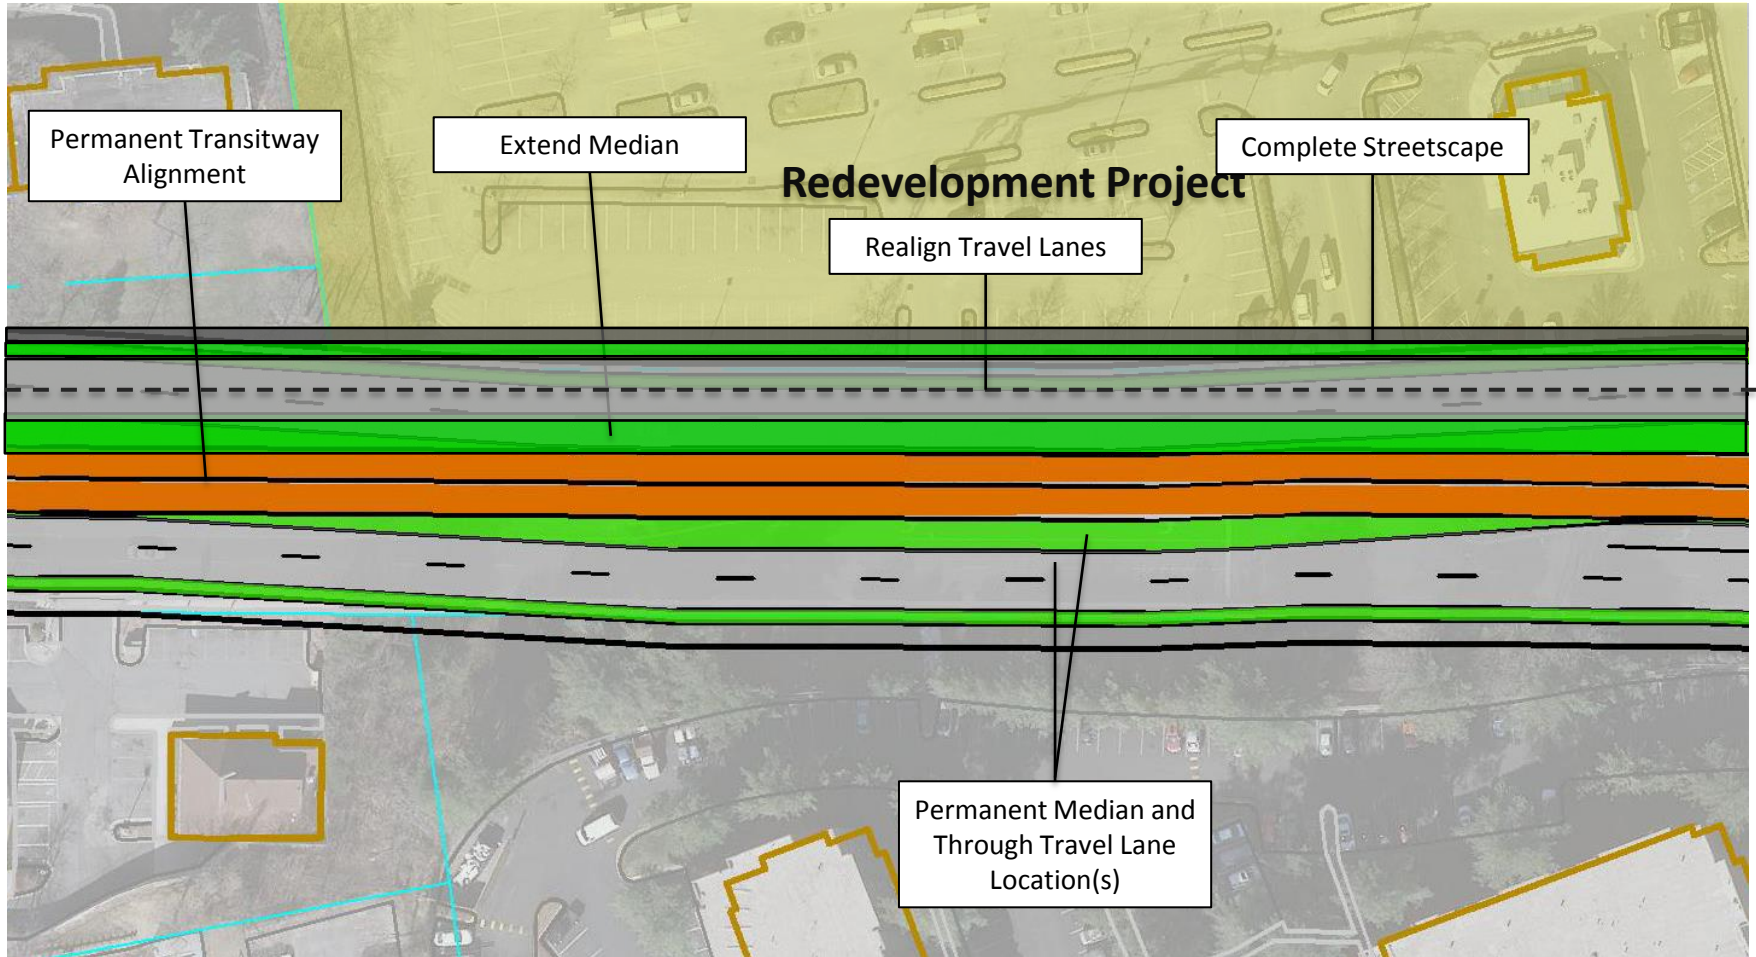 Permanent Transitway
Alignment
Extend Median
Complete Streetscape
Redevelopment Project
Realign Travel Lanes
Permanent Median and
Through Travel Lane
Location(s)